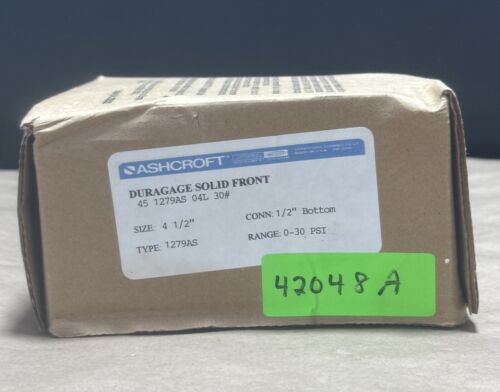 ASHCROFT
DURAGAGE SOLID FRONT
45 1279AS 04L 30#
SIZE: 4 1/2"
CONN: 1/2" Bottom
TYPE: 1279AS
RANGE: 0-30 PSI
42048A